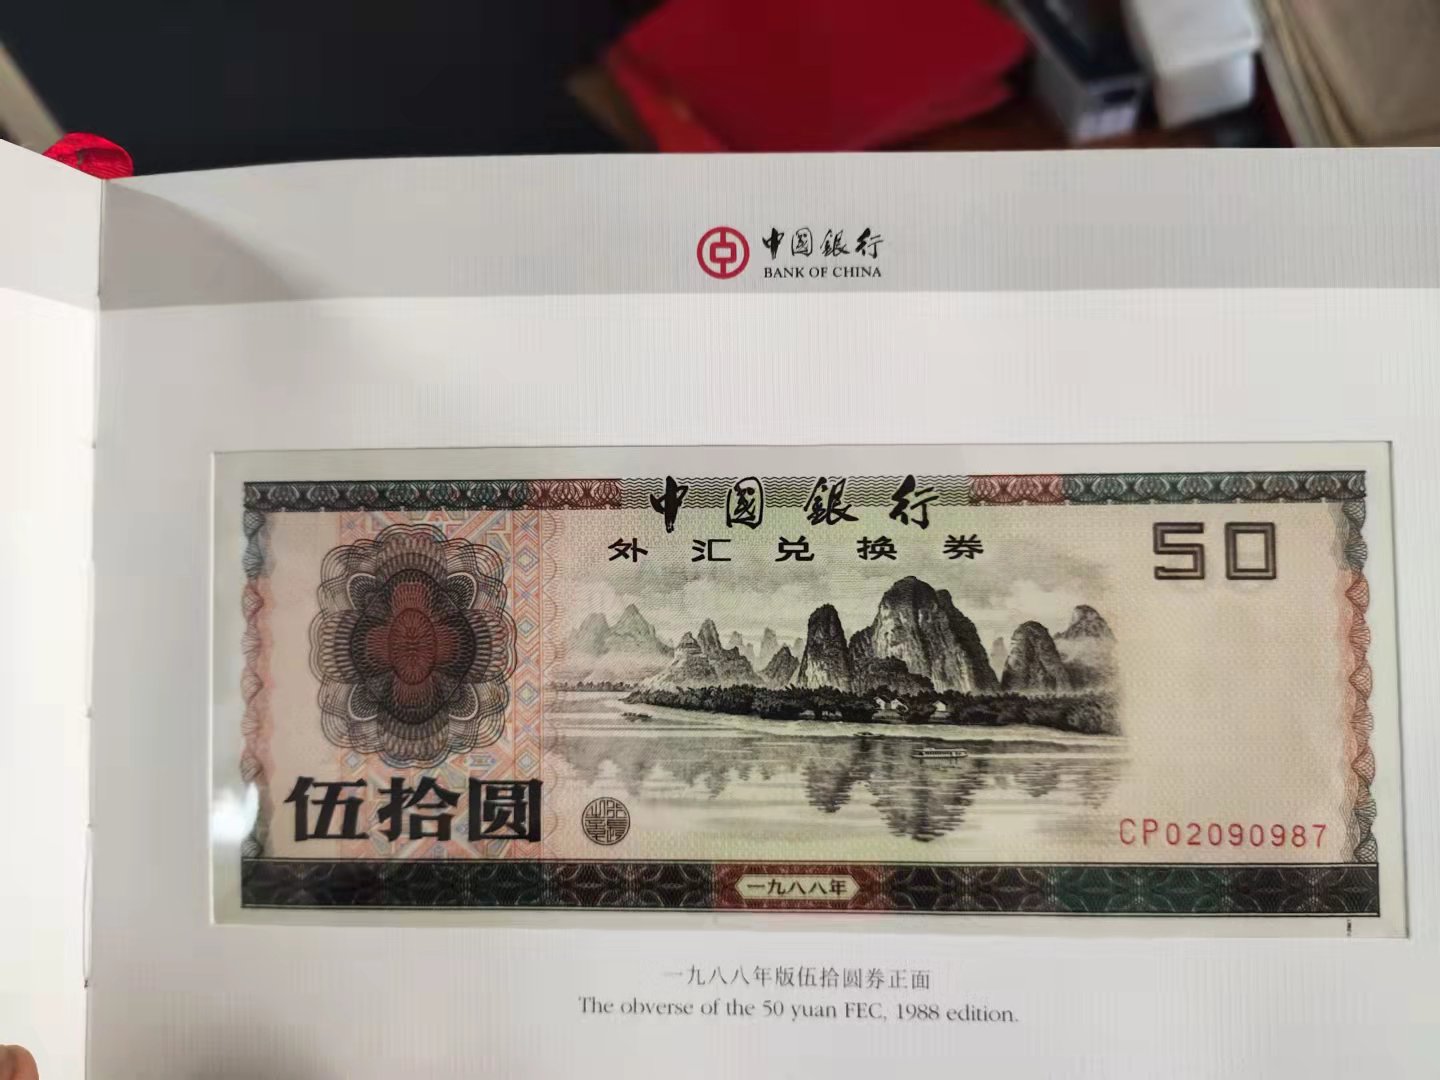 中國銀行
BANK OF CHINA
中國銀行
外汇兑换券
50
伍拾圆
CP02090987
一九八八年
一九八八年版伍拾圆券正面
The obverse of the 50 yuan FEC, 1988 edition.